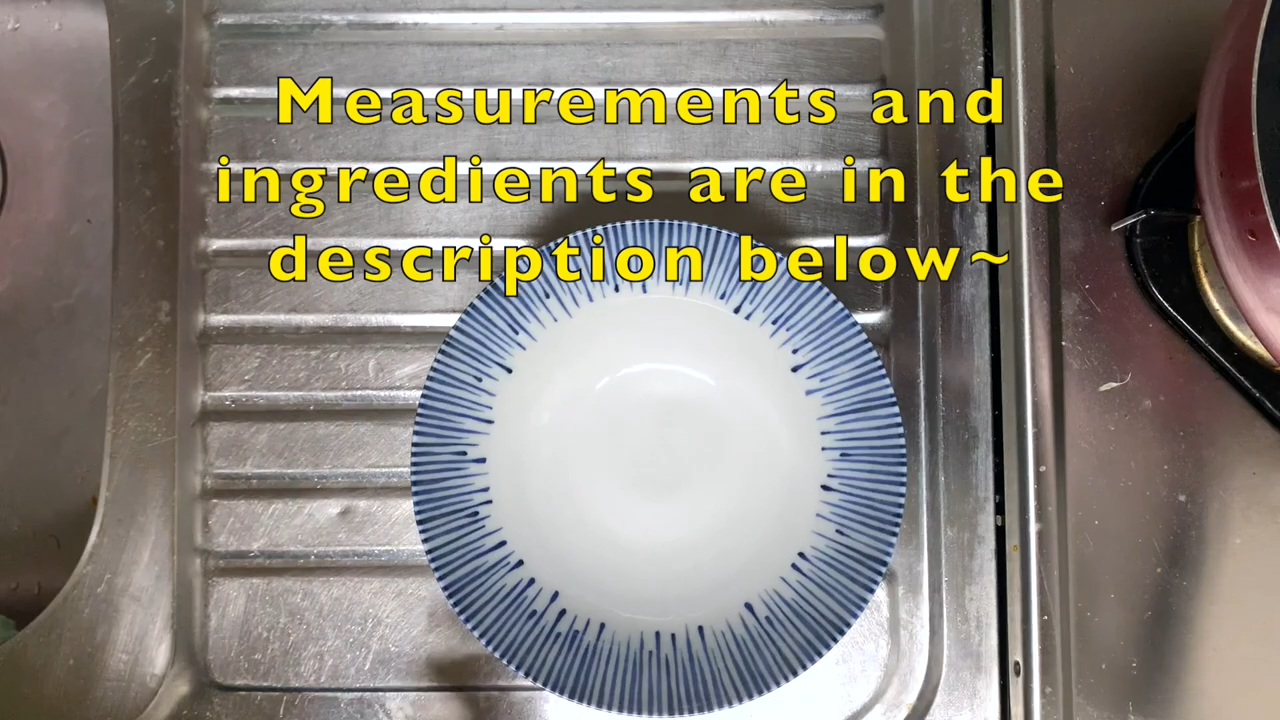 Measurements and
ingredients are in the
description below~